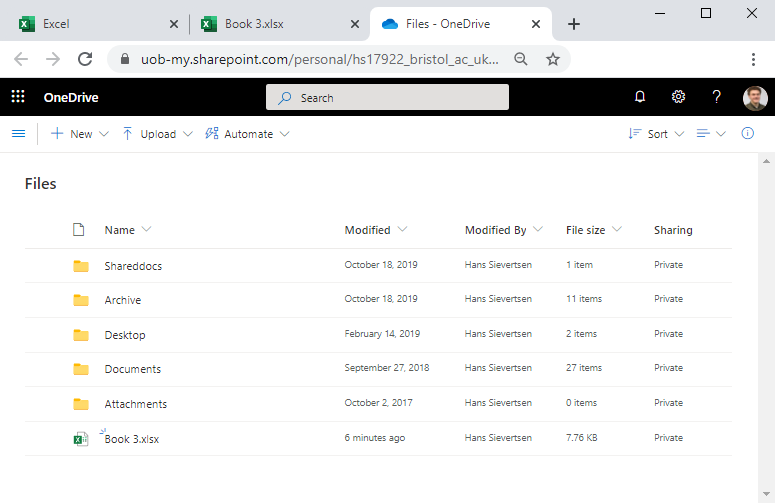 Excel
Book 3.xlsx
Files - OneDrive
uob-my.sharepoint.com/personal/hs17922_bristol_ac_uk...
OneDrive
Search
?
New
Upload
Automate
Sort
Files
Name Modified Modified By File size Sharing
Shareddocs October 18, 2019 Hans Sievertsen 1 item Private
Archive October 18, 2019 Hans Sievertsen 11 items Private
Desktop February 14, 2019 Hans Sievertsen 2 items Private
Documents September 27, 2018 Hans Sievertsen 27 items Private
Attachments October 2, 2017 Hans Sievertsen 0 items Private
Book 3.xlsx 6 minutes ago Hans Sievertsen 7.76 KB Private